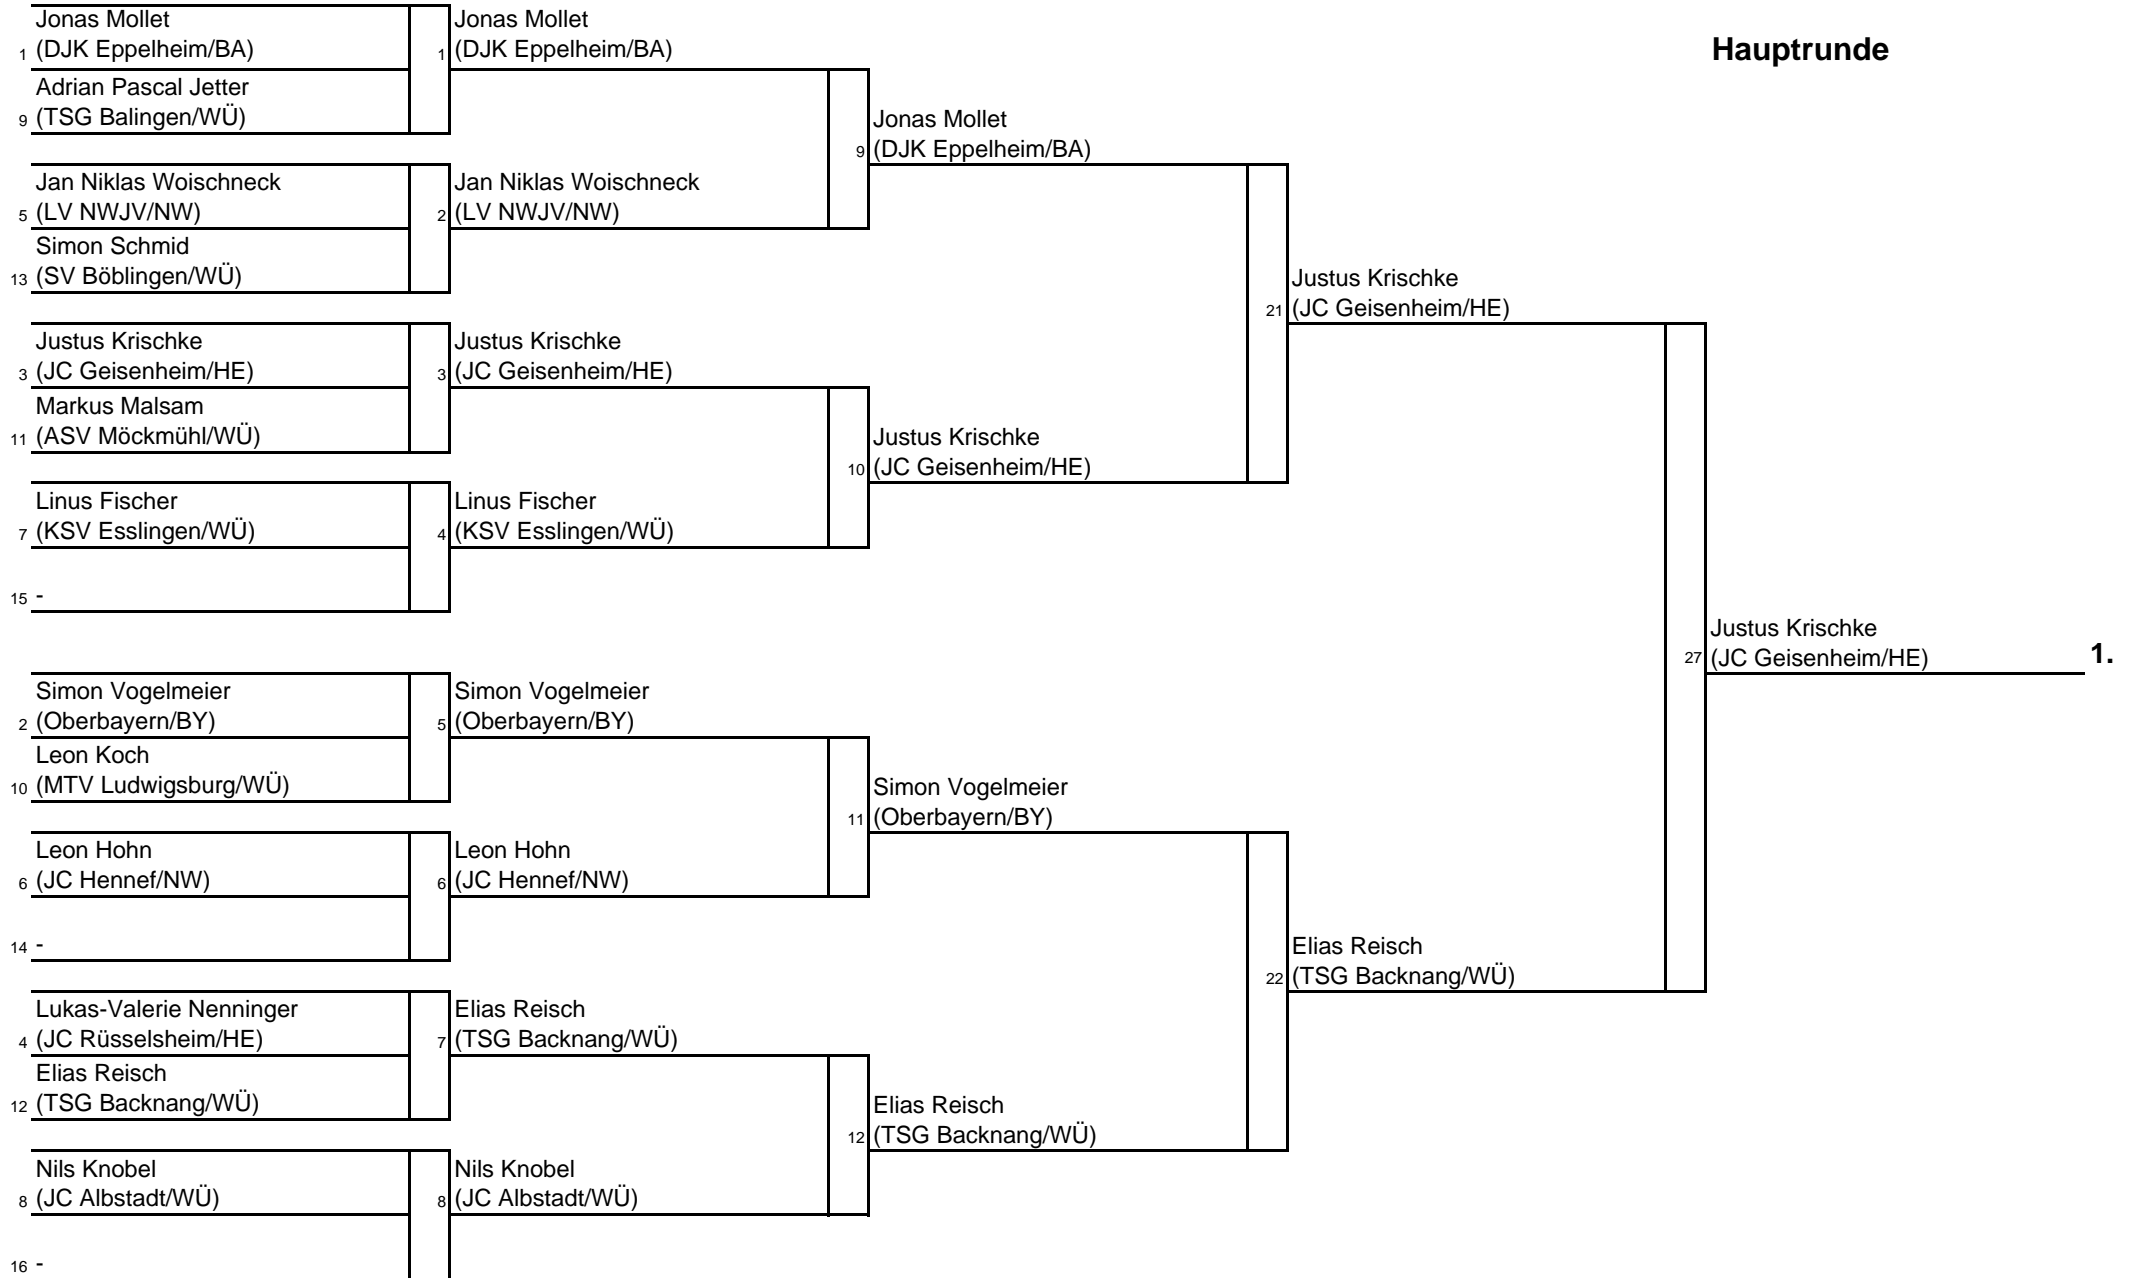 Hauptrunde
Jonas Mollet
1 (DJK Eppelheim/BA)
Adrian Pascal Jetter
9 (TSG Balingen/WÜ)
Jan Niklas Woischneck
5 (LV NWJV/NW)
Simon Schmid
13 (SV Böblingen/WÜ)
Justus Krischke
3 (JC Geisenheim/HE)
Markus Malsam
11 (ASV Möckmühl/WÜ)
Linus Fischer
7 (KSV Esslingen/WÜ)
15 -
Simon Vogelmeier
2 (Oberbayern/BY)
Leon Koch
10 (MTV Ludwigsburg/WÜ)
Leon Hohn
6 (JC Hennef/NW)
14 -
Lukas-Valerie Nenninger
4 (JC Rüsselsheim/HE)
Elias Reisch
12 (TSG Backnang/WÜ)
Nils Knobel
8 (JC Albstadt/WÜ)
16 -
Jonas Mollet
1 (DJK Eppelheim/BA)
Jan Niklas Woischneck
2 (LV NWJV/NW)
Justus Krischke
3 (JC Geisenheim/HE)
Linus Fischer
4 (KSV Esslingen/WÜ)
Simon Vogelmeier
5 (Oberbayern/BY)
Leon Hohn
6 (JC Hennef/NW)
Elias Reisch
7 (TSG Backnang/WÜ)
Nils Knobel
8 (JC Albstadt/WÜ)
Jonas Mollet
9 (DJK Eppelheim/BA)
Justus Krischke
10 (JC Geisenheim/HE)
Simon Vogelmeier
11 (Oberbayern/BY)
Elias Reisch
12 (TSG Backnang/WÜ)
Justus Krischke
21 (JC Geisenheim/HE)
Elias Reisch
22 (TSG Backnang/WÜ)
Justus Krischke
27 (JC Geisenheim/HE) 1.